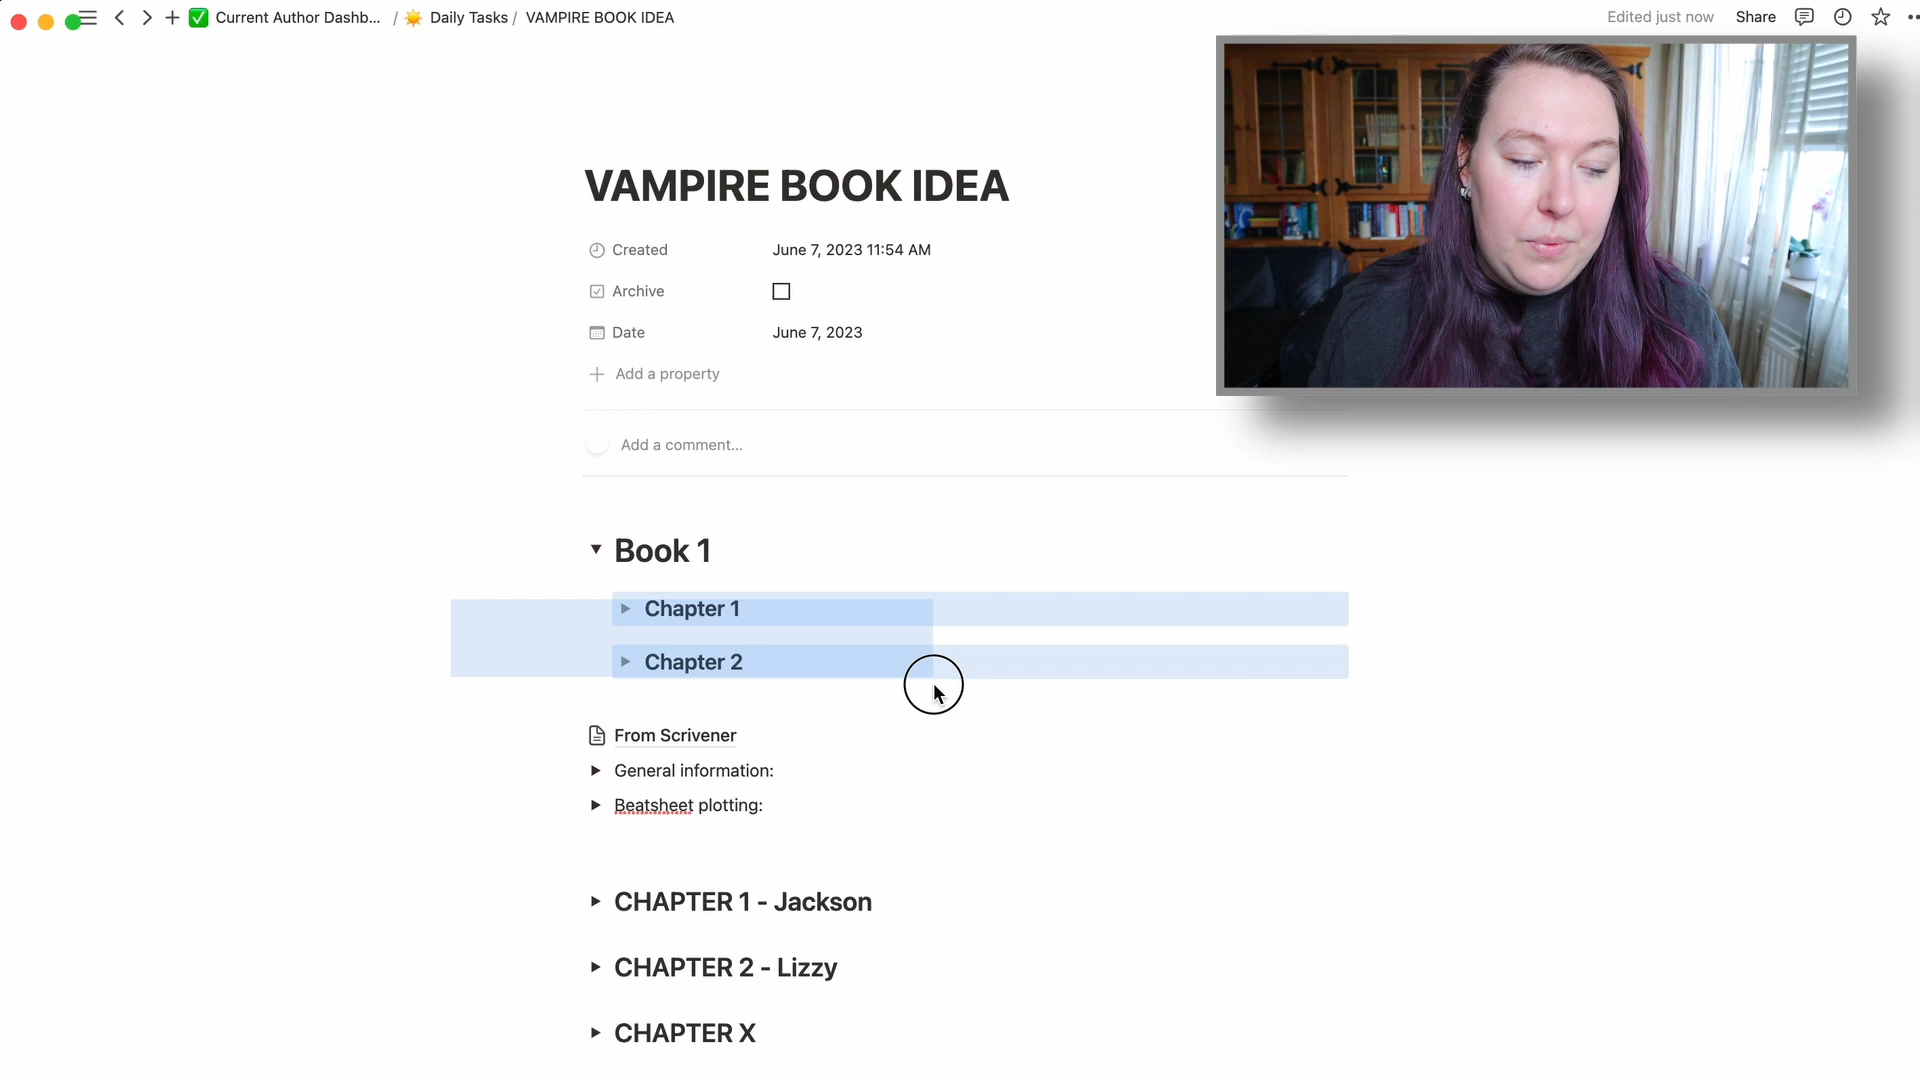 Current Author Dashb... / Daily Tasks / VAMPIRE BOOK IDEA
Edited just now Share
VAMPIRE BOOK IDEA
Created June 7, 2023 11:54 AM
Archive
Date June 7, 2023
Add a property
Add a comment...
Book 1
Chapter 1
Chapter 2
From Scrivener
General information:
Beatsheet plotting:
CHAPTER 1 - Jackson
CHAPTER 2 - Lizzy
CHAPTER X